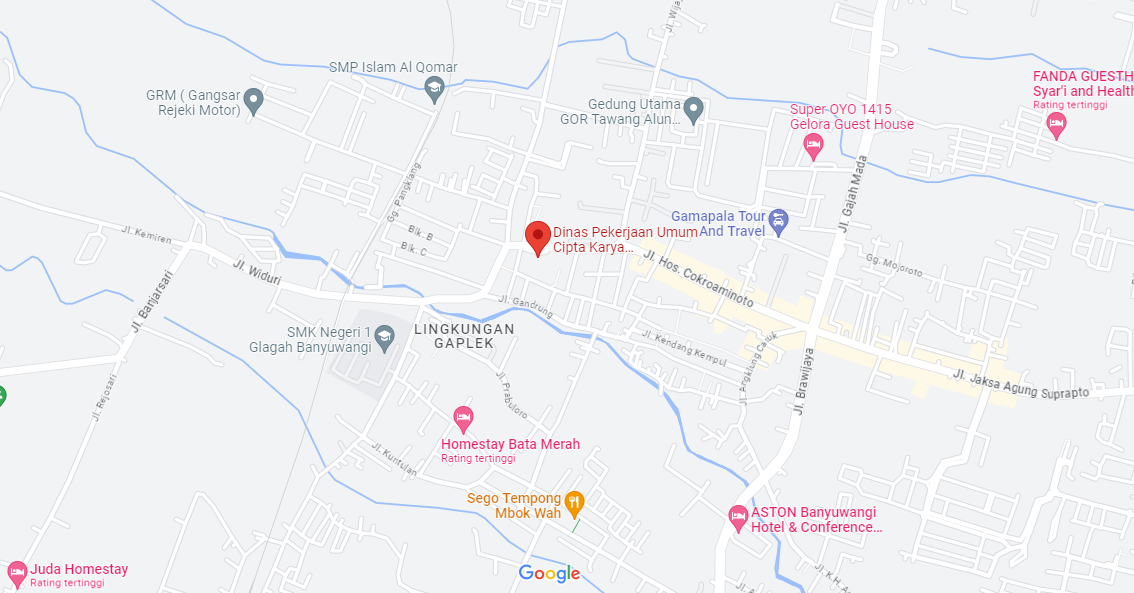 Jl. Wija
SMP Islam Al Qomar
GRM ( Gangsar
Rejeki Motor)
Gedung Utama
GOR Tawang Alun...
Super OYO 1415
Gelora Guest House
FANDA GUESTH
Syar'i and Health
Rating tertinggi
Gg. Pangklang
Jl. Gajah Mada
Gamapala Tour
And Travel
Dinas Pekerjaan Umum
Cipta Karya...
Blk. B
Blk. C
Jl. Kemiren
Jl. Widuri
Jl. Banjarsari
Jl. Hos. Cokroaminoto
Gg. Mojoroto
Jl. Gandrung
SMK Negeri 1
Glagah Banyuwangi
LINGKUNGAN
GAPLEK
Jl. Kendang Kempul
Jl. Angklung Caluk
Jl. Brawijaya
Jl. Jaksa Agung Suprapto
Jl. Rejosari
Jl. Prabuloro
Homestay Bata Merah
Rating tertinggi
Jl. Kuntulan
Sego Tempong
Mbok Wah
ASTON Banyuwangi
Hotel & Conference...
Juda Homestay
Rating tertinggi
Google
Jl. K.H. A